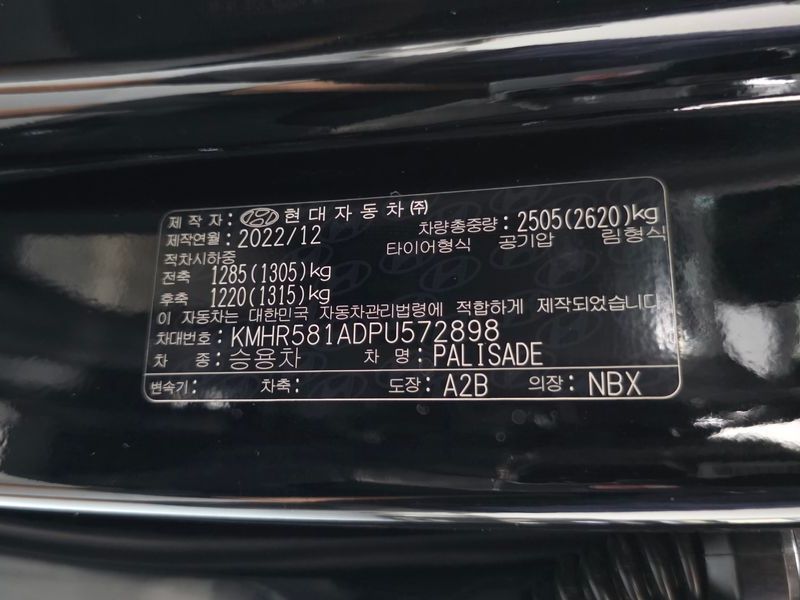 제 작 자 : 현대자동차㈜
제작연월: 2022/12 차량총중량: 2505(2620)kg
적차시하중 타이어형식 공기압 림형식
전축 1285(1305)kg
후축 1220(1315)kg
이 자동차는 대한민국 자동차관리법령에 적합하게 제작되었습니다.
차대번호: KMHR581ADPU572898
차 종: 승용차 차 명: PALISADE
변속기: 차축: 도장: A2B 의장: NBX